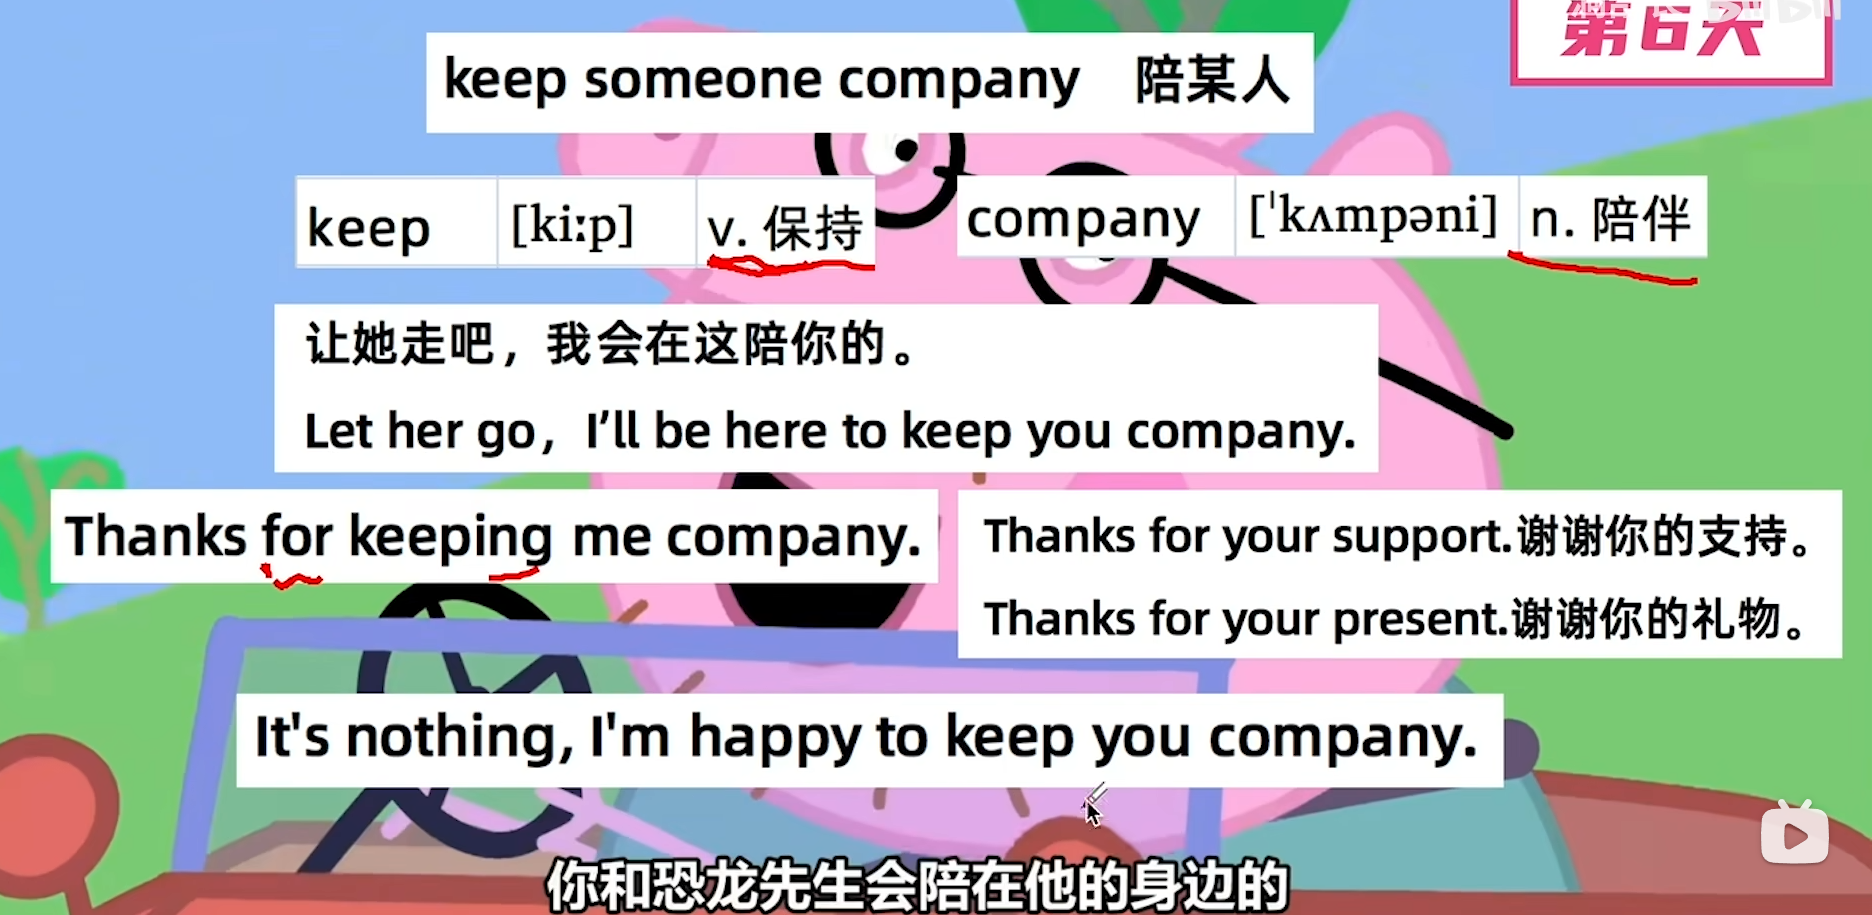 第6天
keep someone company 陪某人
keep [kiːp] v. 保持
company [ˈkʌmpəni] n. 陪伴
让她走吧，我会在这陪你的。
Let her go，I’ll be here to keep you company.
Thanks for keeping me company.
Thanks for your support.谢谢你的支持。
Thanks for your present.谢谢你的礼物。
It's nothing, I'm happy to keep you company.
你和恐龙先生会陪在他的身边的